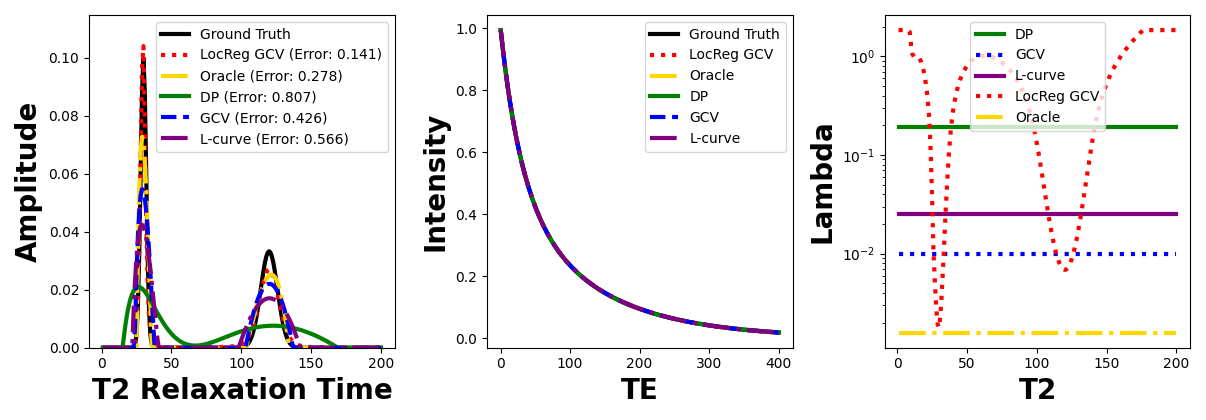 Amplitude
0.10
0.08
0.06
0.04
0.02
0.00
0
50
100
150
200
T2 Relaxation Time
Ground Truth
LocReg GCV (Error: 0.141)
Oracle (Error: 0.278)
DP (Error: 0.807)
GCV (Error: 0.426)
L-curve (Error: 0.566)
Intensity
1.0
0.8
0.6
0.4
0.2
0.0
0
100
200
300
400
TE
Ground Truth
LocReg GCV
Oracle
DP
GCV
L-curve
Lambda
10⁰
10⁻¹
10⁻²
0
50
100
150
200
T2
DP
GCV
L-curve
LocReg GCV
Oracle